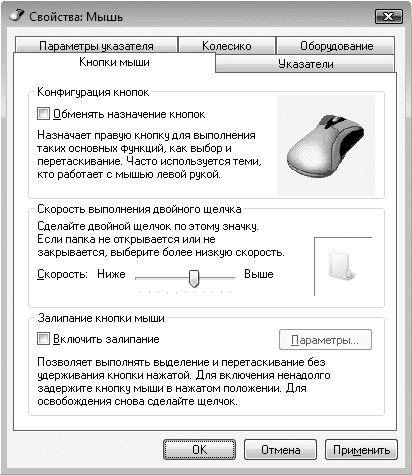 Свойства: Мышь
Параметры указателя
Колесико
Оборудование
Кнопки мыши
Указатели
Конфигурация кнопок
Обменять назначение кнопок
Назначает правую кнопку для выполнения
таких основных функций, как выбор и
перетаскивание. Часто используется теми,
кто работает с мышью левой рукой.
Скорость выполнения двойного щелчка
Сделайте двойной щелчок по этому значку.
Если папка не открывается или не
закрывается, выберите более низкую скорость.
Скорость: Ниже Выше
Залипание кнопки мыши
Включить залипание
Параметры...
Позволяет выполнять выделение и перетаскивание без
удерживания кнопки нажатой. Для включения ненадолго
задержите кнопку мыши в нажатом положении. Для
освобождения снова сделайте щелчок.
OK Отмена Применить